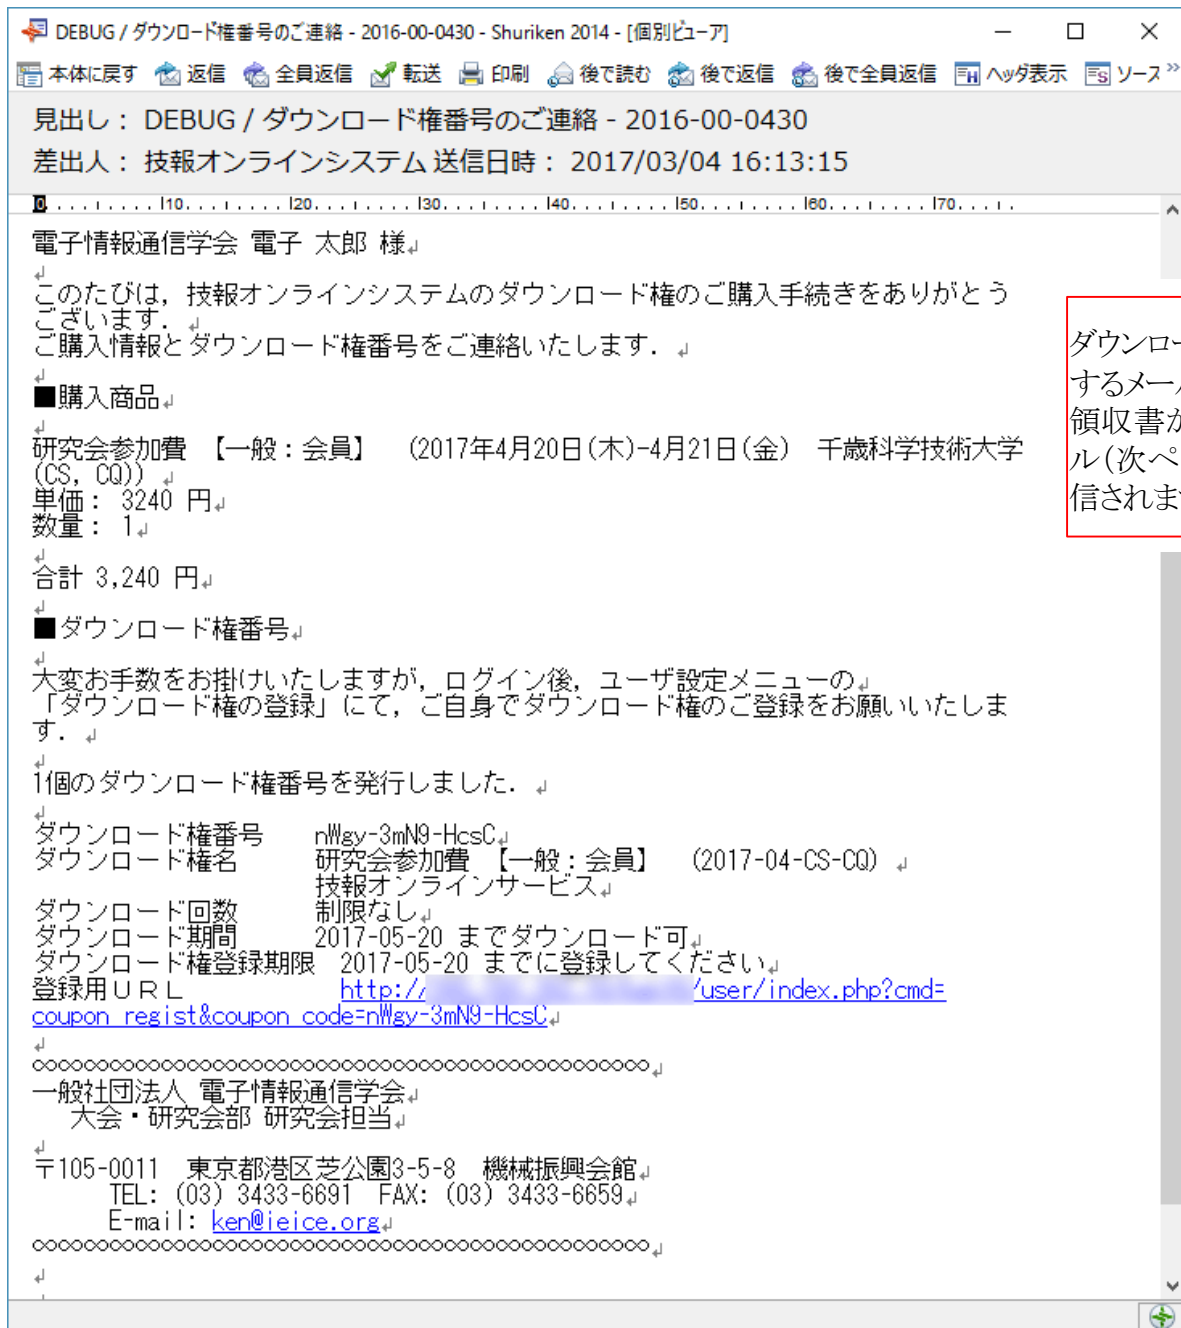 DEBUG / ダウンロード権番号のご連絡 - 2016-00-0430 - Shuriken 2014 - [個別ビューア]
本体に戻す 返信 全員返信 転送 印刷 後で読む 後で返信 後で全員返信 ヘッダ表示 ソース »
見出し： DEBUG / ダウンロード権番号のご連絡 - 2016-00-0430
差出人： 技報オンラインシステム 送信日時： 2017/03/04 16:13:15
0 10 20 30 40 50 60 70
電子情報通信学会 電子 太郎 様
このたびは，技報オンラインシステムのダウンロード権のご購入手続きをありがとう
ございます．
ご購入情報とダウンロード権番号をご連絡いたします．
■購入商品
研究会参加費 【一般：会員】 (2017年4月20日(木)-4月21日(金) 千歳科学技術大学
(CS, CQ))
単価： 3240 円
数量： 1
合計 3,240 円
■ダウンロード権番号
大変お手数をお掛けいたしますが，ログイン後，ユーザ設定メニューの
「ダウンロード権の登録」にて，ご自身でダウンロード権のご登録をお願いいたしま
す．
1個のダウンロード権番号を発行しました．
ダウンロード権番号 nWgy-3mN9-HcsC
ダウンロード権名 研究会参加費 【一般：会員】 (2017-04-CS-CQ)
技報オンラインサービス
ダウンロード回数 制限なし
ダウンロード期間 2017-05-20 までダウンロード可
ダウンロード権登録期限 2017-05-20 までに登録してください
登録用ＵＲＬ http:// /user/index.php?cmd=
coupon_regist&coupon_code=nWgy-3mN9-HcsC
∞∞∞∞∞∞∞∞∞∞∞∞∞∞∞∞∞∞∞∞∞∞∞∞
一般社団法人 電子情報通信学会
大会・研究会部 研究会担当
〒105-0011 東京都港区芝公園3-5-8 機械振興会館
TEL: (03) 3433-6691 FAX: (03) 3433-6659
E-mail: ken@ieice.org
∞∞∞∞∞∞∞∞∞∞∞∞∞∞∞∞∞∞∞∞∞∞∞∞
ダウンロー
するメー
領収書か
ル(次ペ
信されま